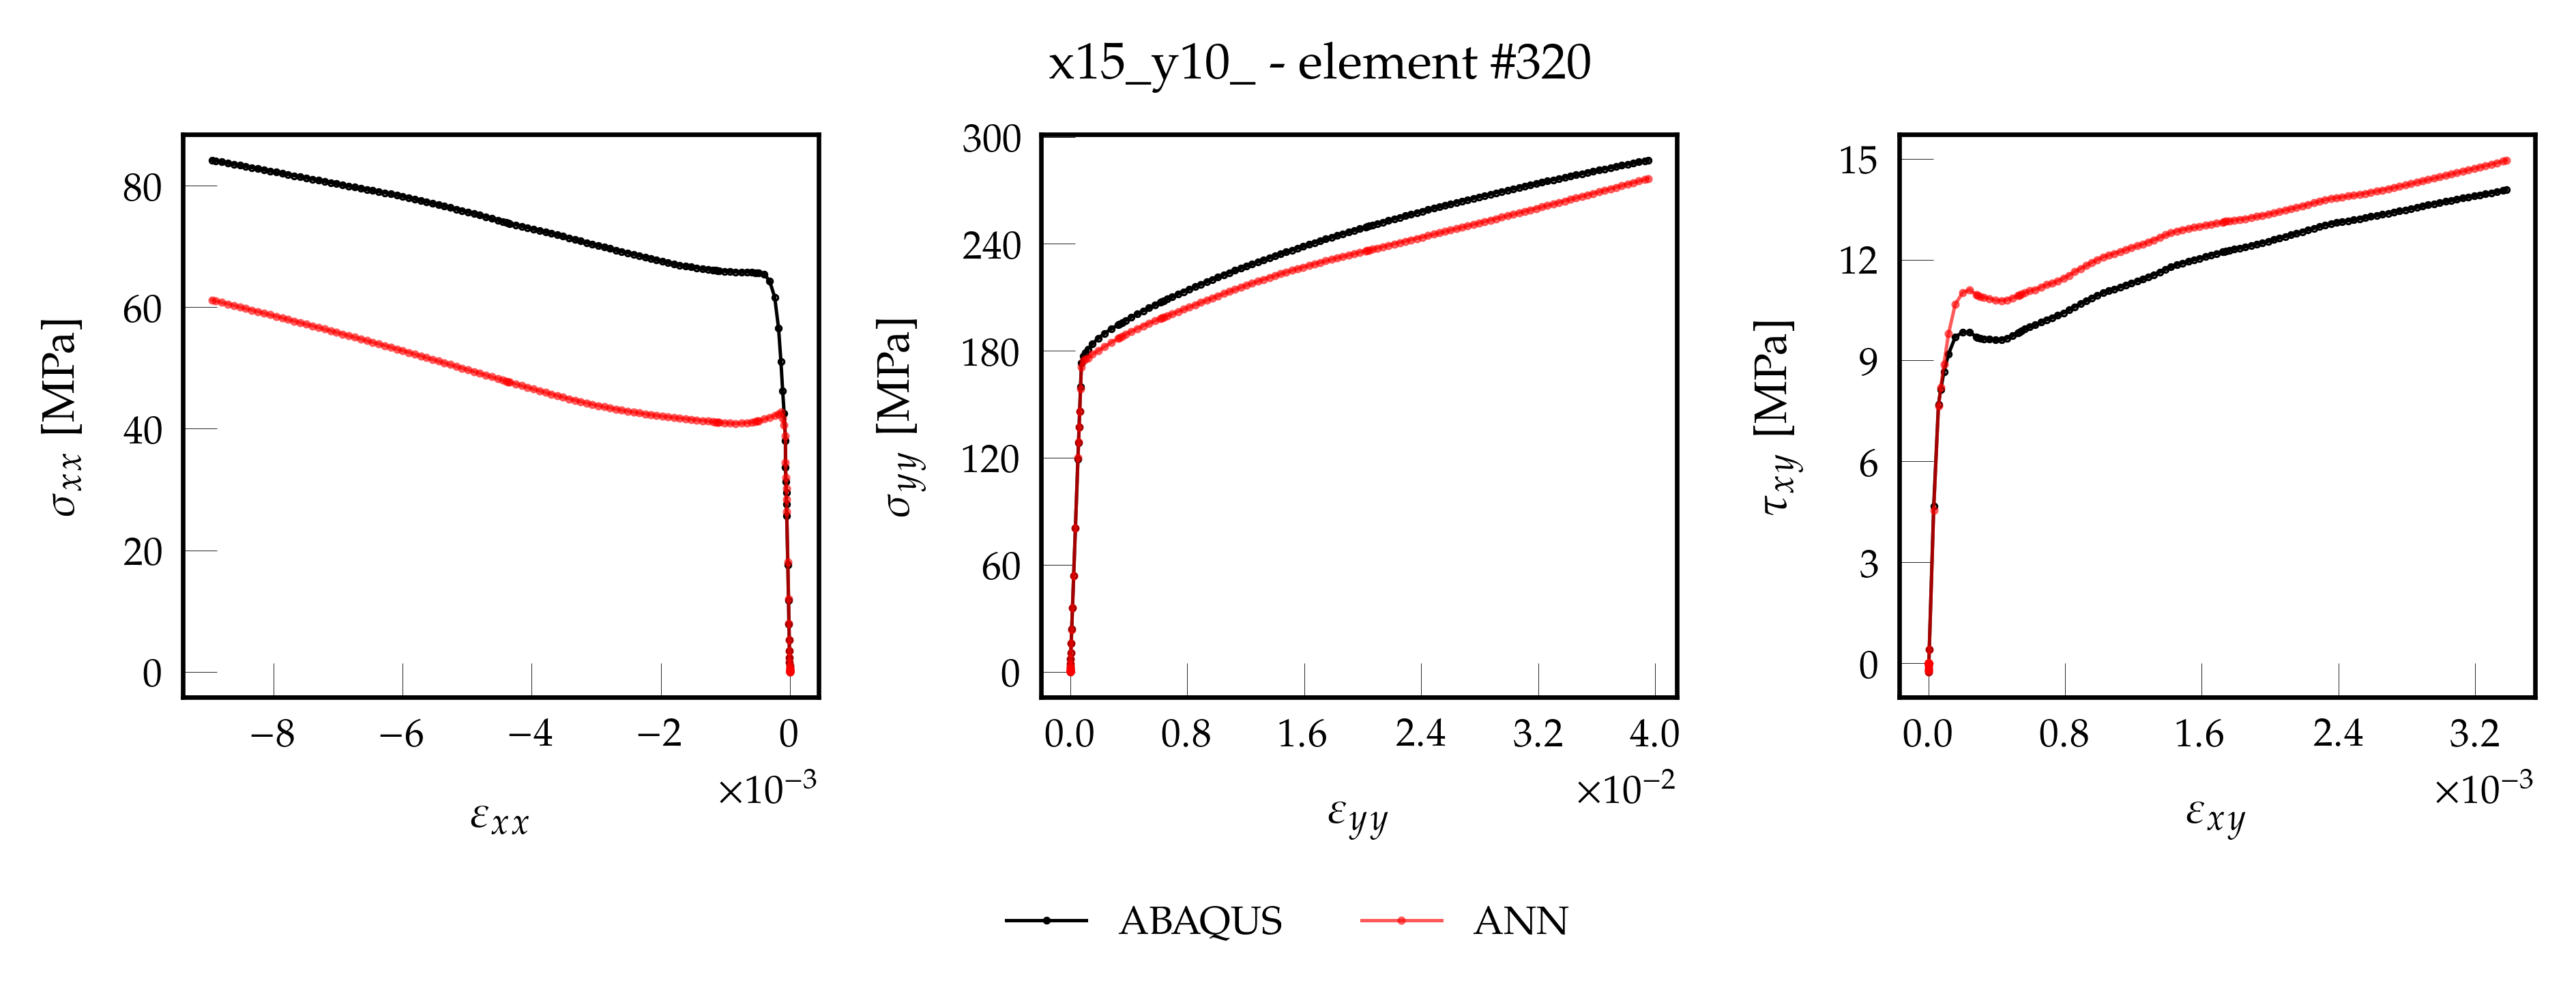 x15_y10_ - element #320
σxx [MPa]
80
60
40
20
0
−8 −6 −4 −2 0
×10−3
εxx
σyy [MPa]
300
240
180
120
60
0
0.0 0.8 1.6 2.4 3.2 4.0
×10−2
εyy
τxy [MPa]
15
12
9
6
3
0
0.0 0.8 1.6 2.4 3.2
×10−3
εxy
ABAQUS ANN